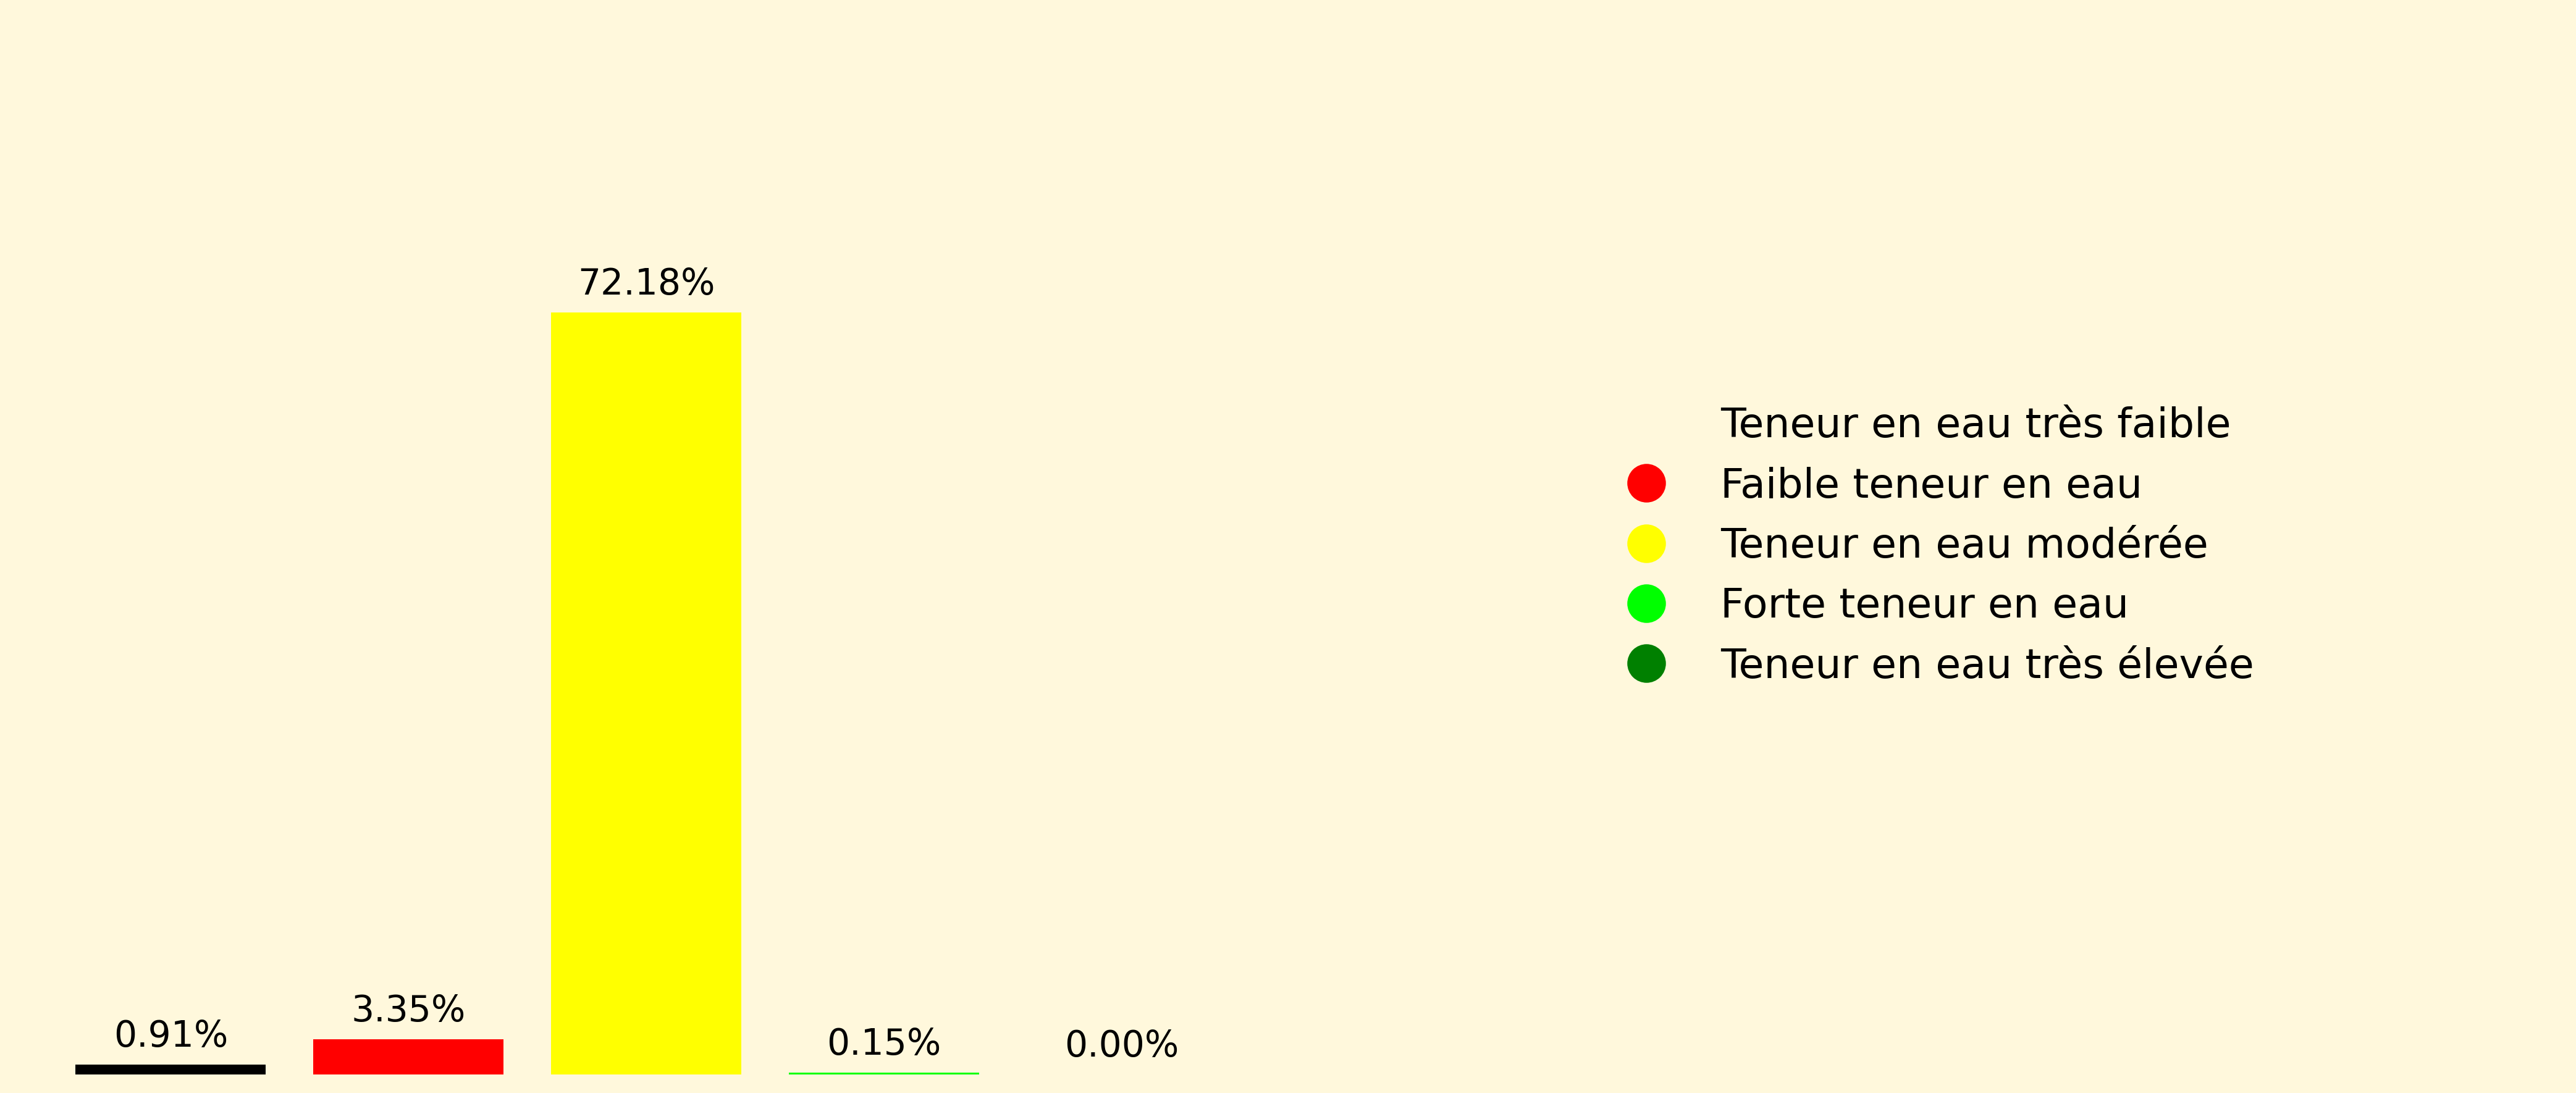 72.18%
3.35%
0.91%
0.15%
0.00%
Teneur en eau très faible
Faible teneur en eau
Teneur en eau modérée
Forte teneur en eau
Teneur en eau très élevée